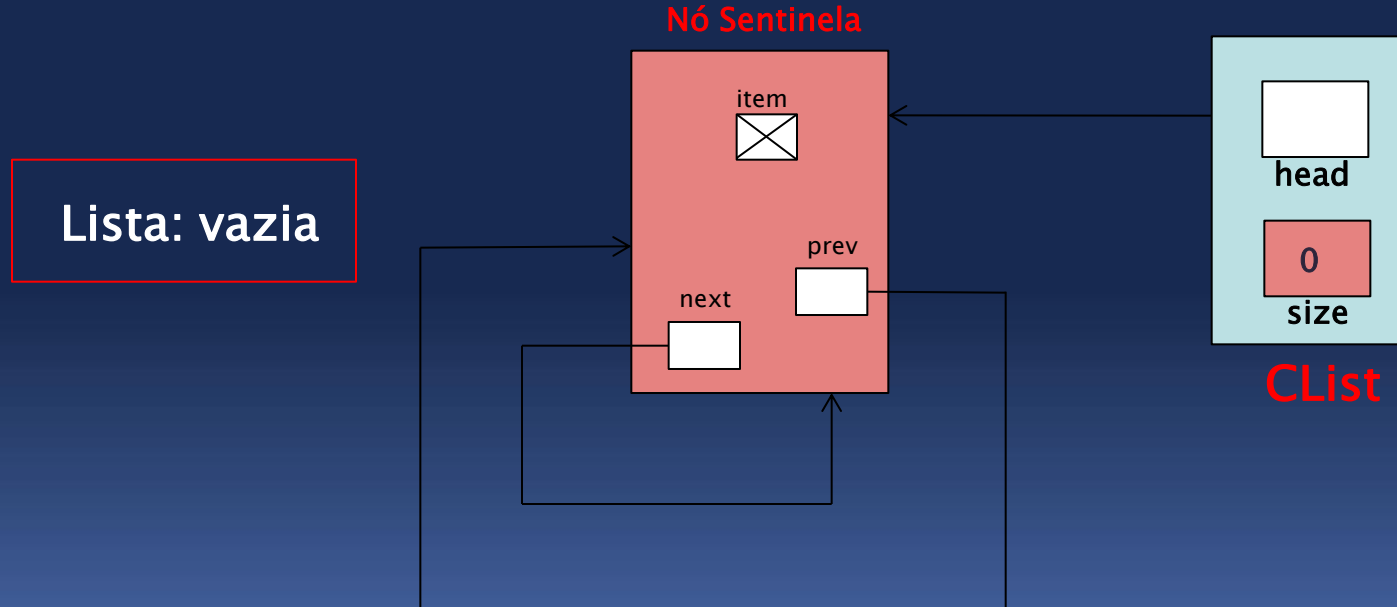 Nó Sentinela
item
head
Lista: vazia
prev
0
next
size
CList